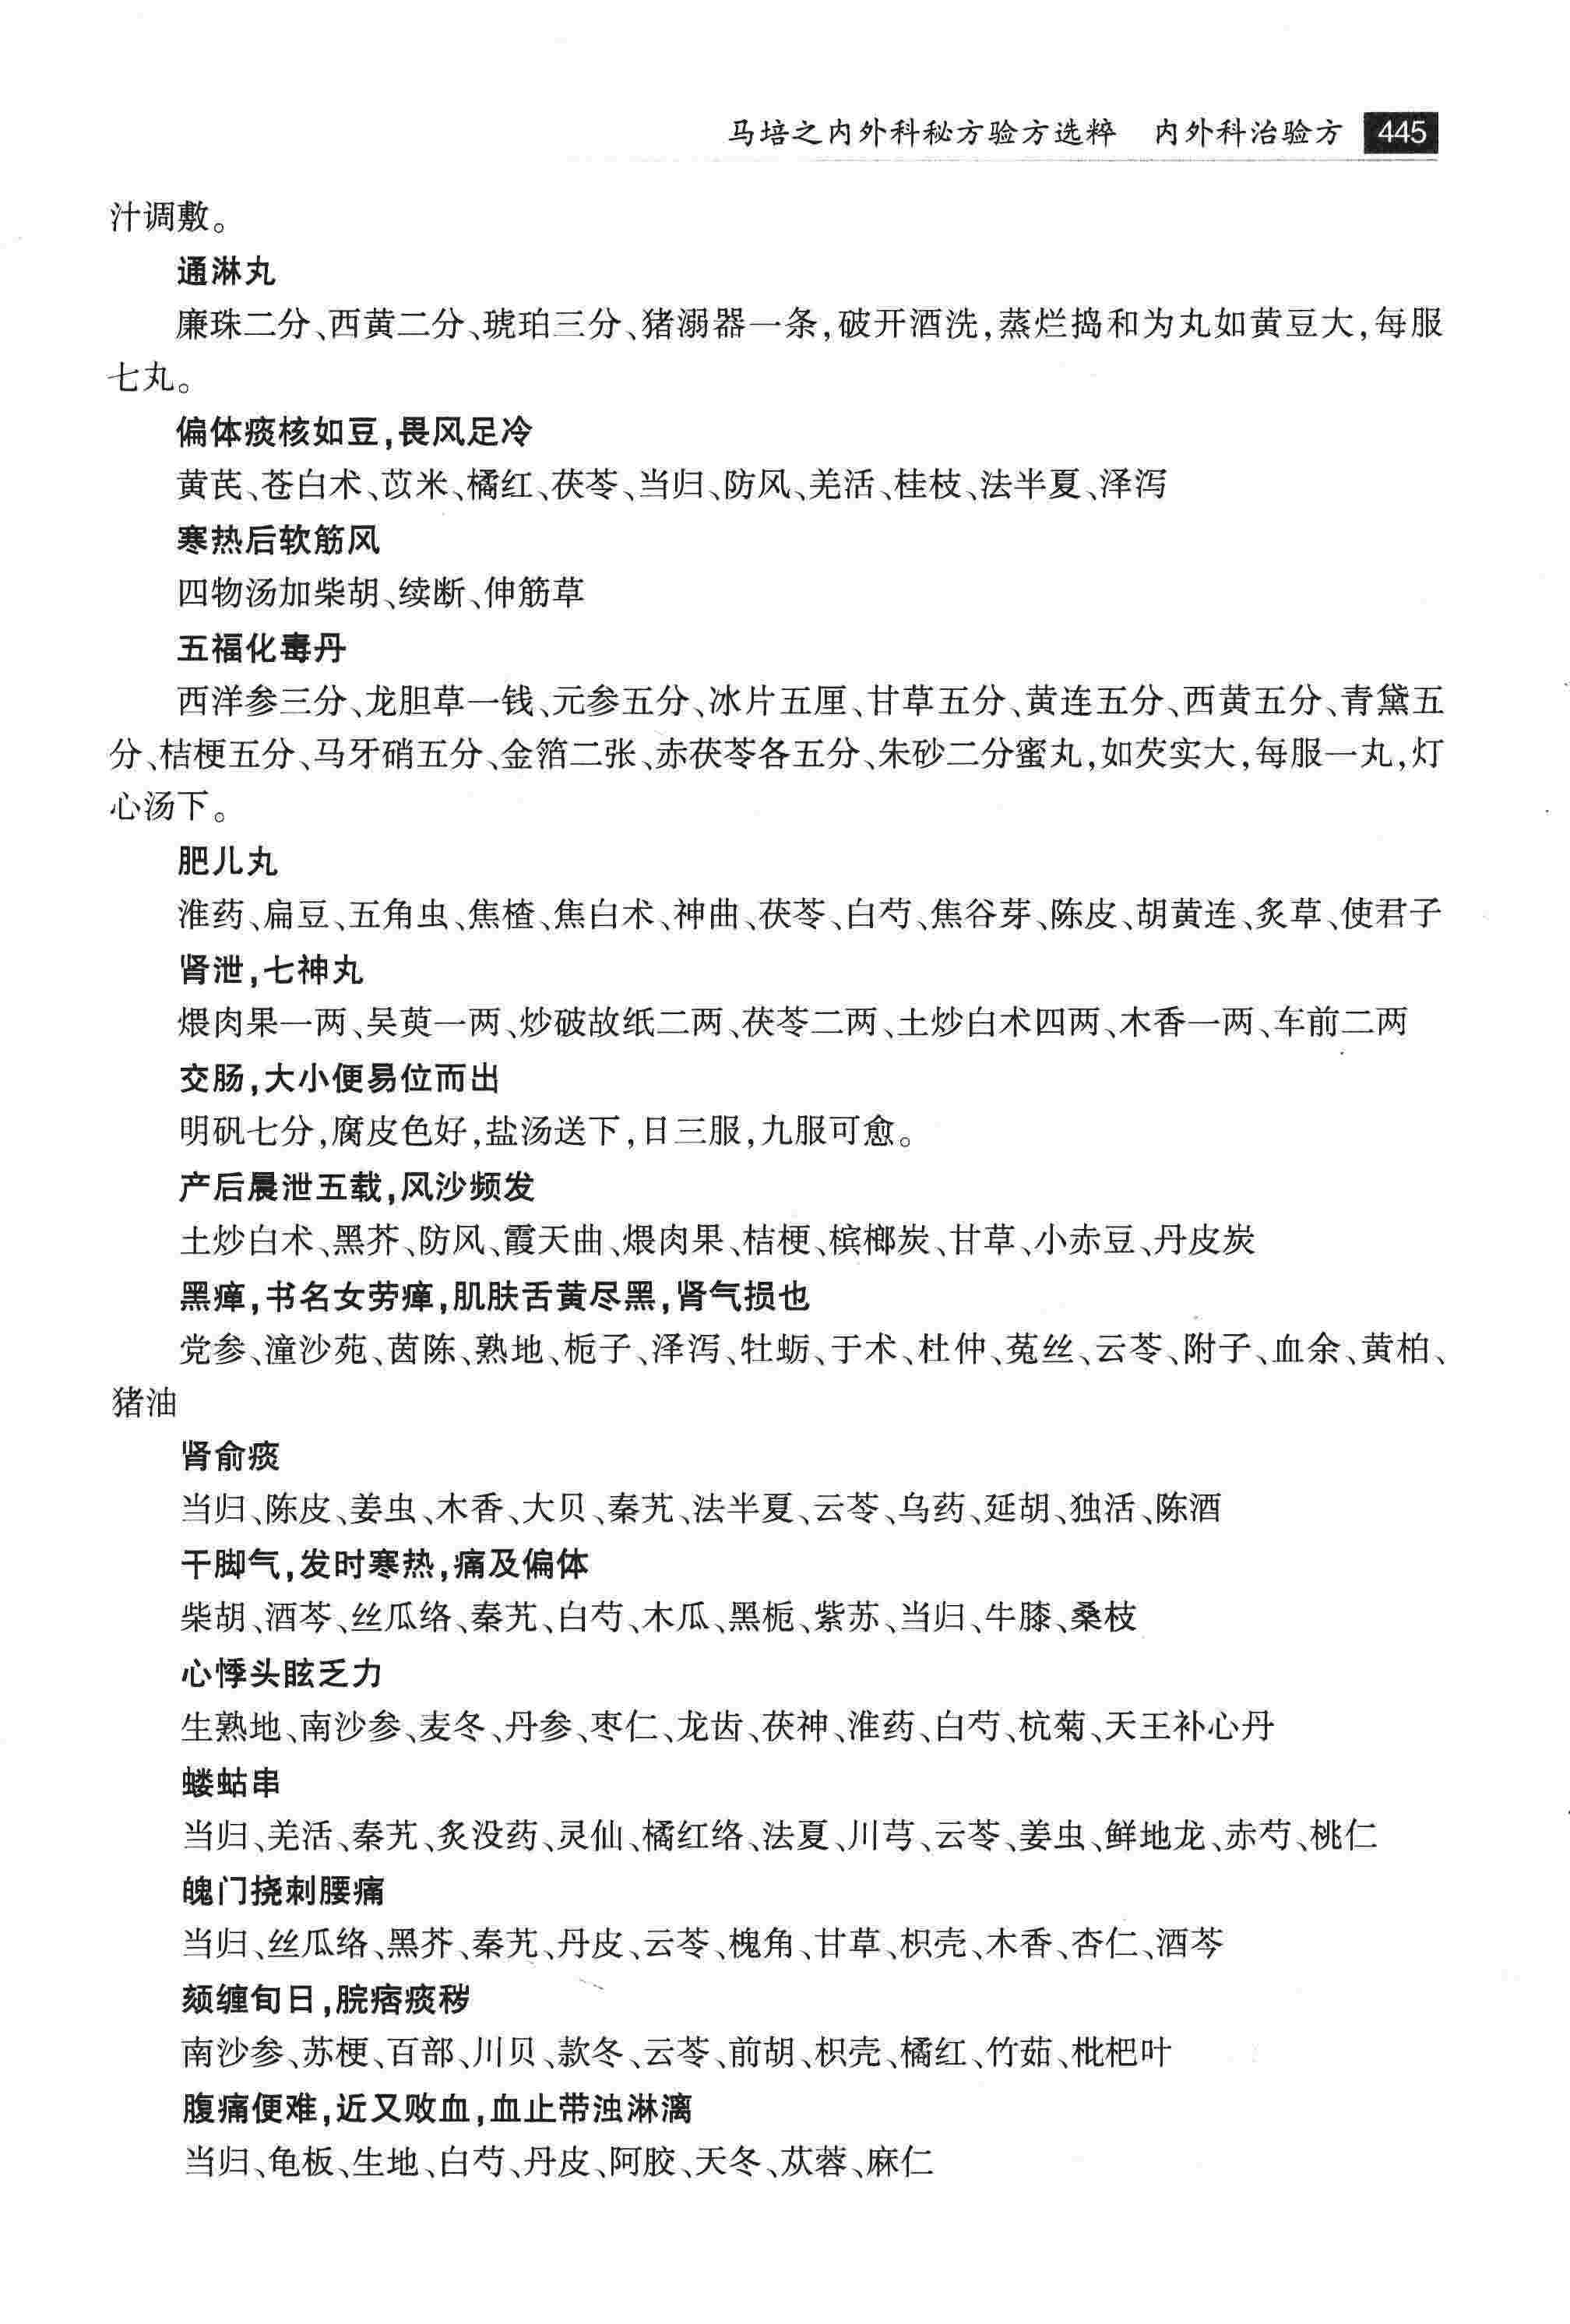 马培之内外科秘方验方选粹　内外科治验方　445
汁调敷。
通淋丸
廉珠二分、西黄二分、琥珀三分、猪溺器一条,破开酒洗,蒸烂捣和为丸如黄豆大,每服
七丸。
偏体痰核如豆,畏风足冷
黄芪、苍白术、苡米、橘红、茯苓、当归、防风、羌活、桂枝、法半夏、泽泻
寒热后软筋风
四物汤加柴胡、续断、伸筋草
五福化毒丹
西洋参三分、龙胆草一钱、元参五分、冰片五厘、甘草五分、黄连五分、西黄五分、青黛五
分、桔梗五分、马牙硝五分、金箔二张、赤茯苓各五分、朱砂二分蜜丸,如芡实大,每服一丸,灯
心汤下。
肥儿丸
淮药、扁豆、五角虫、焦楂、焦白术、神曲、茯苓、白芍、焦谷芽、陈皮、胡黄连、炙草、使君子
肾泄,七神丸
煨肉果一两、吴萸一两、炒破故纸二两、茯苓二两、土炒白术四两、木香一两、车前二两
交肠,大小便易位而出
明矾七分,腐皮色好,盐汤送下,日三服,九服可愈。
产后晨泄五载,风沙频发
土炒白术、黑芥、防风、霞天曲、煨肉果、桔梗、槟榔炭、甘草、小赤豆、丹皮炭
黑瘅,书名女劳瘅,肌肤舌黄尽黑,肾气损也
党参、潼沙苑、茵陈、熟地、栀子、泽泻、牡蛎、于术、杜仲、菟丝、云苓、附子、血余、黄柏、
猪油
肾俞痰
当归、陈皮、姜虫、木香、大贝、秦艽、法半夏、云苓、乌药、延胡、独活、陈酒
干脚气,发时寒热,痛及偏体
柴胡、酒芩、丝瓜络、秦艽、白芍、木瓜、黑栀、紫苏、当归、牛膝、桑枝
心悸头眩乏力
生熟地、南沙参、麦冬、丹参、枣仁、龙齿、茯神、淮药、白芍、杭菊、天王补心丹
蝼蛄串
当归、羌活、秦艽、炙没药、灵仙、橘红络、法夏、川芎、云苓、姜虫、鲜地龙、赤芍、桃仁
魄门挠刺腰痛
当归、丝瓜络、黑芥、秦艽、丹皮、云苓、槐角、甘草、枳壳、木香、杏仁、酒芩
颏缠旬日,脘痞痰秽
南沙参、苏梗、百部、川贝、款冬、云苓、前胡、枳壳、橘红、竹茹、枇杷叶
腹痛便难,近又败血,血止带浊淋漓
当归、龟板、生地、白芍、丹皮、阿胶、天冬、苁蓉、麻仁